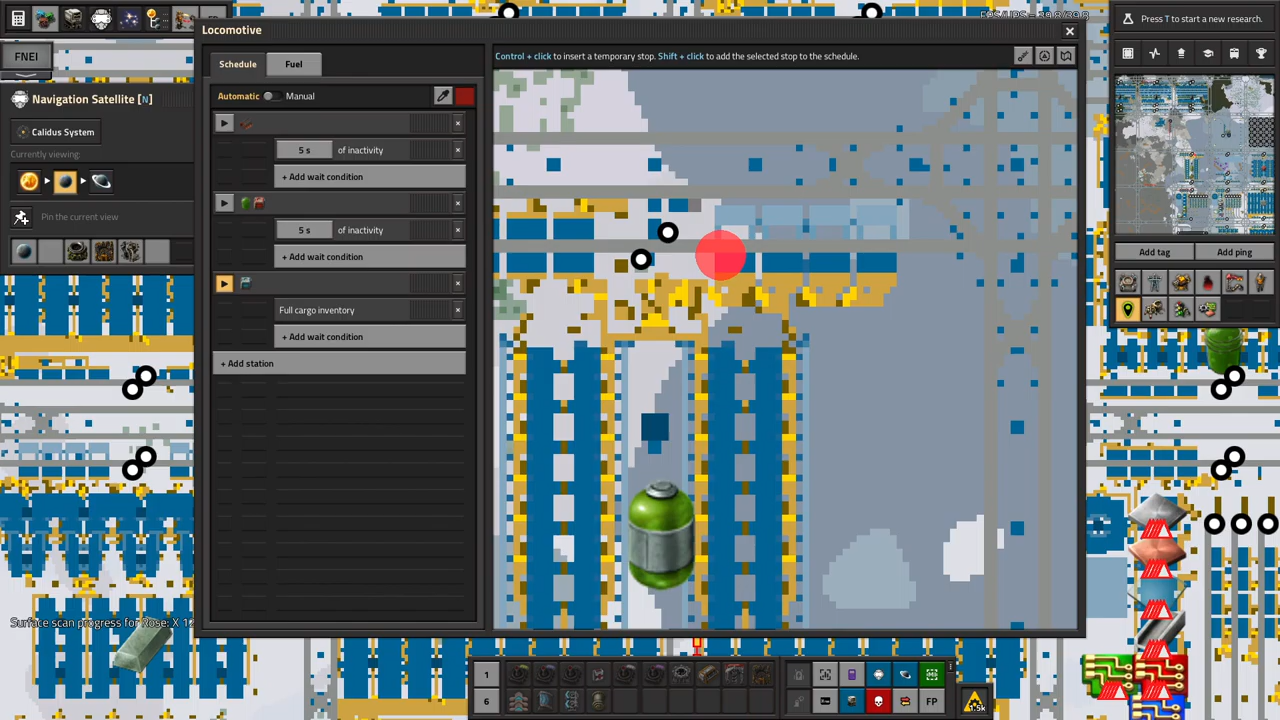 FNEI
Navigation Satellite [N]
Calidus System
Currently viewing:
Pin the current view
Surface scan progress for Rose: X 1,
Locomotive
Schedule
Fuel
Control + click to insert a temporary stop. Shift + click to add the selected stop to the schedule.
Automatic
Manual
5 s
of inactivity
+ Add wait condition
5 s
of inactivity
+ Add wait condition
Full cargo inventory
+ Add wait condition
+ Add station
Press T to start a new research.
Add tag
Add ping
1
6
FP
1.5k